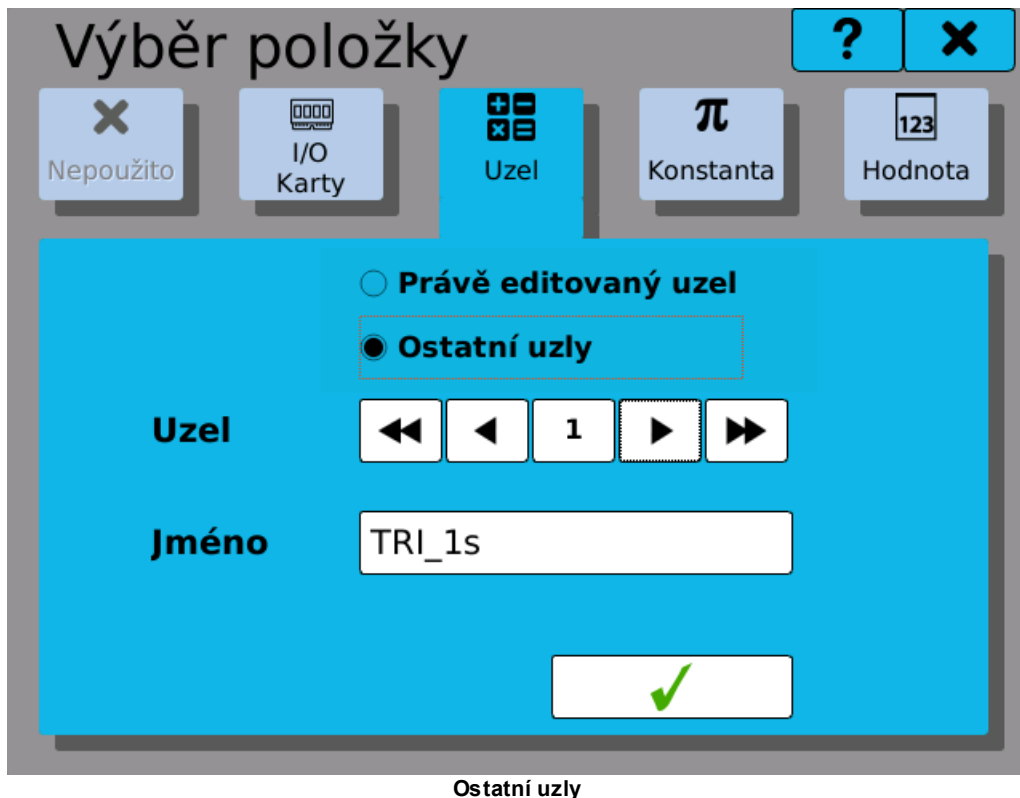 Výběr položky
?
Nepoužito
I/O
Karty
Uzel
π
Konstanta
123
Hodnota
Právě editovaný uzel
Ostatní uzly
Uzel
1
Jméno
TRI_1s
Ostatní uzly